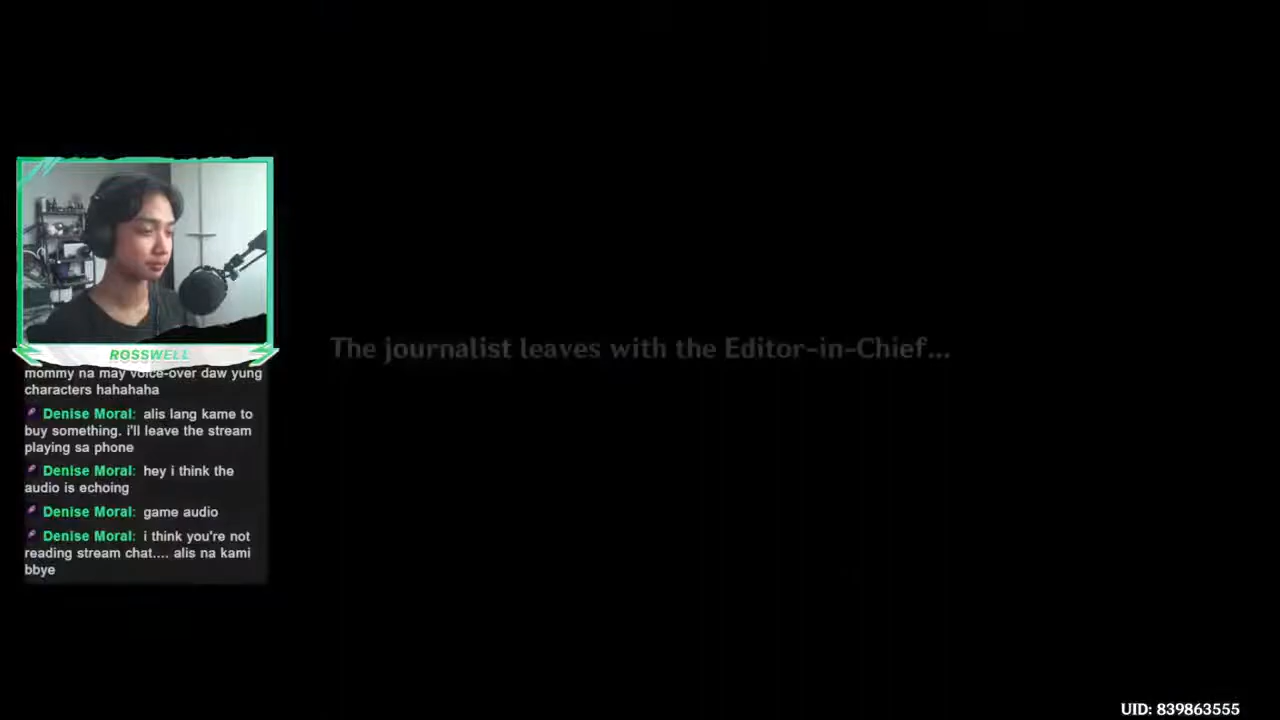 ROSSWELL
mommy na may voice-over daw yung
characters hahahaha
Denise Moral: alis lang kame to
buy something. i'll leave the stream
playing sa phone
Denise Moral: hey i think the
audio is echoing
Denise Moral: game audio
Denise Moral: i think you're not
reading stream chat.... alis na kami
bbye
The journalist leaves with the Editor-in-Chief...
UID: 839863555